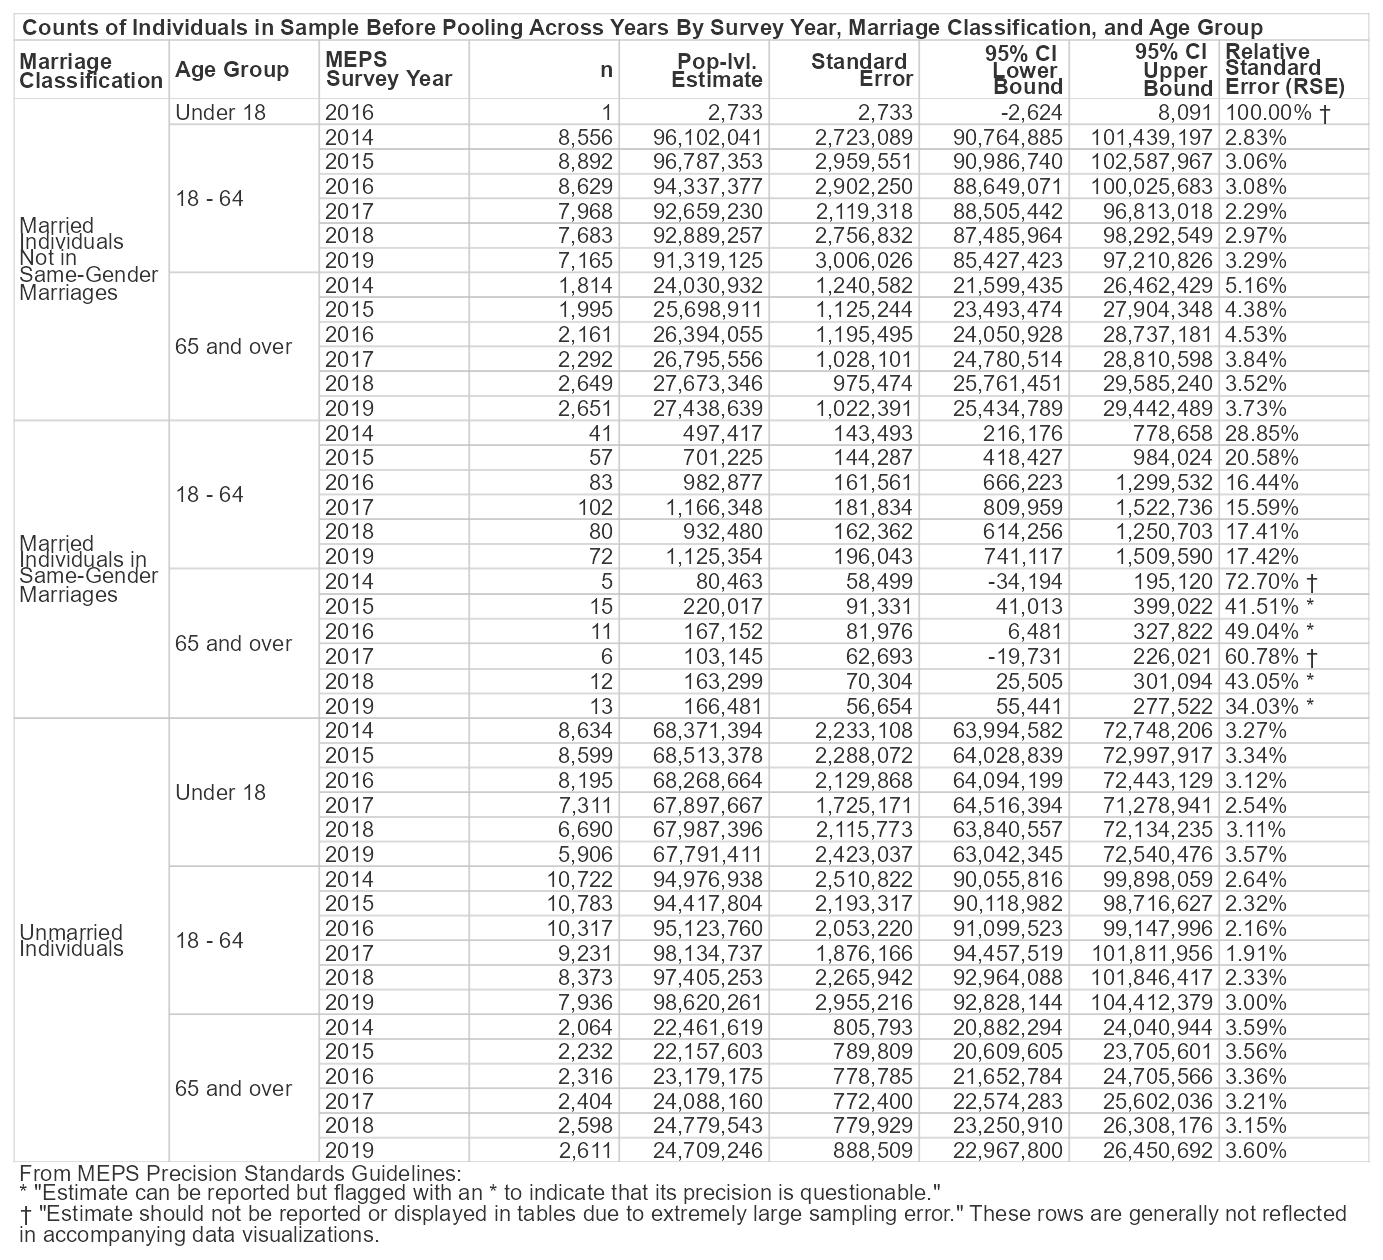 Counts of Individuals in Sample Before Pooling Across Years By Survey Year, Marriage Classification, and Age Group
Marriage Classification | Age Group | MEPS Survey Year | n | Pop-lvl. Estimate | Standard Error | 95% CI Lower Bound | 95% CI Upper Bound | Relative Standard Error (RSE)
Married Individuals Not in Same-Gender Marriages
Under 18
2016 1 2,733 2,733 -2,624 8,091 100.00% †
18 - 64
2014 8,556 96,102,041 2,723,089 90,764,885 101,439,197 2.83%
2015 8,892 96,787,353 2,959,551 90,986,740 102,587,967 3.06%
2016 8,629 94,337,377 2,902,250 88,649,071 100,025,683 3.08%
2017 7,968 92,659,230 2,119,318 88,505,442 96,813,018 2.29%
2018 7,683 92,889,257 2,756,832 87,485,964 98,292,549 2.97%
2019 7,165 91,319,125 3,006,026 85,427,423 97,210,826 3.29%
65 and over
2014 1,814 24,030,932 1,240,582 21,599,435 26,462,429 5.16%
2015 1,995 25,698,911 1,125,244 23,493,474 27,904,348 4.38%
2016 2,161 26,394,055 1,195,495 24,050,928 28,737,181 4.53%
2017 2,292 26,795,556 1,028,101 24,780,514 28,810,598 3.84%
2018 2,649 27,673,346 975,474 25,761,451 29,585,240 3.52%
2019 2,651 27,438,639 1,022,391 25,434,789 29,442,489 3.73%
Married Individuals in Same-Gender Marriages
18 - 64
2014 41 497,417 143,493 216,176 778,658 28.85%
2015 57 701,225 144,287 418,427 984,024 20.58%
2016 83 982,877 161,561 666,223 1,299,532 16.44%
2017 102 1,166,348 181,834 809,959 1,522,736 15.59%
2018 80 932,480 162,362 614,256 1,250,703 17.41%
2019 72 1,125,354 196,043 741,117 1,509,590 17.42%
65 and over
2014 5 80,463 58,499 -34,194 195,120 72.70% †
2015 15 220,017 91,331 41,013 399,022 41.51% *
2016 11 167,152 81,976 6,481 327,822 49.04% *
2017 6 103,145 62,693 -19,731 226,021 60.78% †
2018 12 163,299 70,304 25,505 301,094 43.05% *
2019 13 166,481 56,654 55,441 277,522 34.03% *
Unmarried Individuals
Under 18
2014 8,634 68,371,394 2,233,108 63,994,582 72,748,206 3.27%
2015 8,599 68,513,378 2,288,072 64,028,839 72,997,917 3.34%
2016 8,195 68,268,664 2,129,868 64,094,199 72,443,129 3.12%
2017 7,311 67,897,667 1,725,171 64,516,394 71,278,941 2.54%
2018 6,690 67,987,396 2,115,773 63,840,557 72,134,235 3.11%
2019 5,906 67,791,411 2,423,037 63,042,345 72,540,476 3.57%
18 - 64
2014 10,722 94,976,938 2,510,822 90,055,816 99,898,059 2.64%
2015 10,783 94,417,804 2,193,317 90,118,982 98,716,627 2.32%
2016 10,317 95,123,760 2,053,220 91,099,523 99,147,996 2.16%
2017 9,231 98,134,737 1,876,166 94,457,519 101,811,956 1.91%
2018 8,373 97,405,253 2,265,942 92,964,088 101,846,417 2.33%
2019 7,936 98,620,261 2,955,216 92,828,144 104,412,379 3.00%
65 and over
2014 2,064 22,461,619 805,793 20,882,294 24,040,944 3.59%
2015 2,232 22,157,603 789,809 20,609,605 23,705,601 3.56%
2016 2,316 23,179,175 778,785 21,652,784 24,705,566 3.36%
2017 2,404 24,088,160 772,400 22,574,283 25,602,036 3.21%
2018 2,598 24,779,543 779,929 23,250,910 26,308,176 3.15%
2019 2,611 24,709,246 888,509 22,967,800 26,450,692 3.60%
From MEPS Precision Standards Guidelines:
* "Estimate can be reported but flagged with an * to indicate that its precision is questionable."
† "Estimate should not be reported or displayed in tables due to extremely large sampling error." These rows are generally not reflected
in accompanying data visualizations.